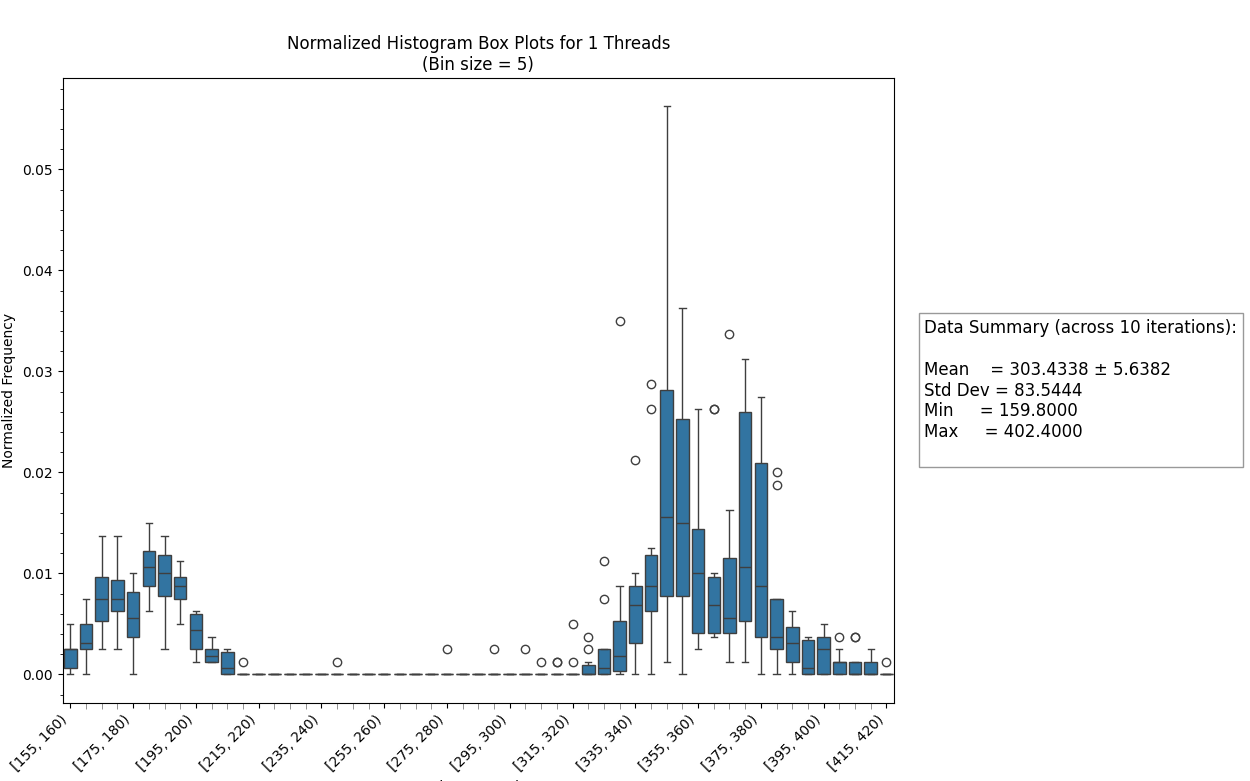 Normalized Histogram Box Plots for 1 Threads
(Bin size = 5)
Normalized Frequency
0.05
0.04
0.03
0.02
0.01
0.00
[155, 160)
[175, 180)
[195, 200)
[215, 220)
[235, 240)
[255, 260)
[275, 280)
[295, 300)
[315, 320)
[335, 340)
[355, 360)
[375, 380)
[395, 400)
[415, 420)
Data Summary (across 10 iterations):
Mean = 303.4338 ± 5.6382
Std Dev = 83.5444
Min = 159.8000
Max = 402.4000